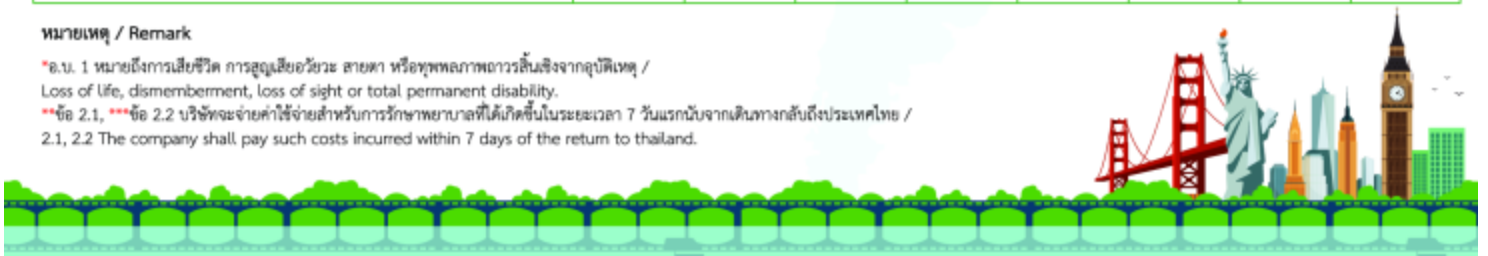 หมายเหตุ / Remark
*อ.บ. 1 หมายถึงการเสียชีวิต การสูญเสียอวัยวะ สายตา หรือทุพพลภาพถาวรสิ้นเชิงจากอุบัติเหตุ /
Loss of life, dismemberment, loss of sight or total permanent disability.
**ข้อ 2.1, ***ข้อ 2.2 บริษัทจะจ่ายค่าใช้จ่ายสำหรับการรักษาพยาบาลที่ได้เกิดขึ้นในระยะเวลา 7 วันแรกนับจากเดินทางกลับถึงประเทศไทย /
2.1, 2.2 The company shall pay such costs incurred within 7 days of the return to thailand.